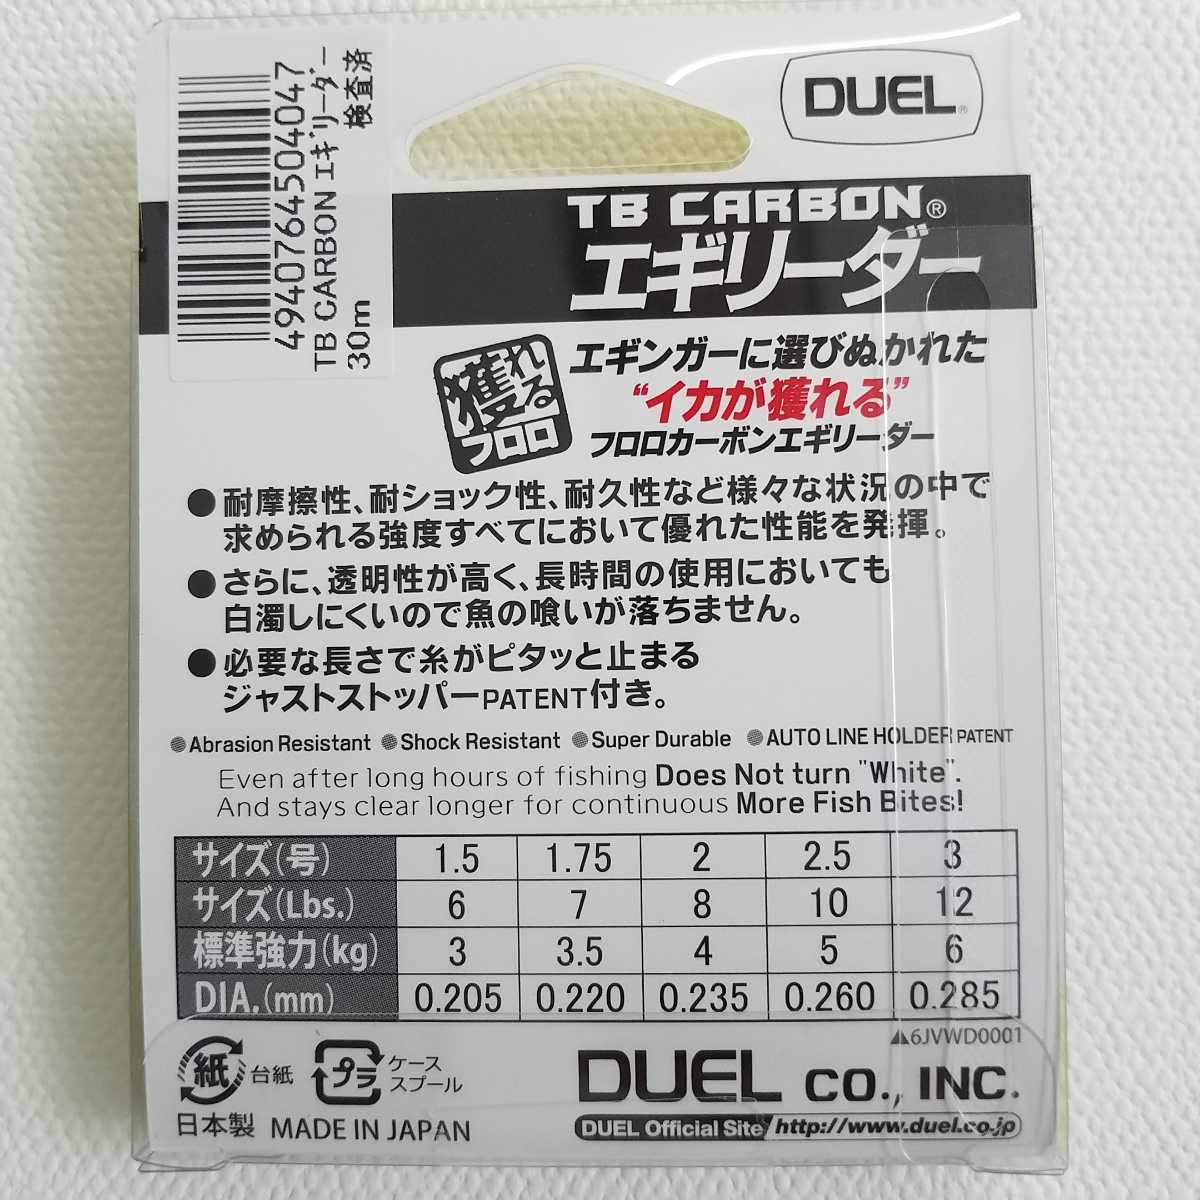 4940764504047
TB CARBON エギリーダー
30m
検査済
DUEL®
TB CARBON®
エギリーダー
獲れる
フロロ
エギンガーに選びぬかれた
“イカが獲れる”
フロロカーボンエギリーダー
●耐摩擦性、耐ショック性、耐久性など様々な状況の中で
求められる強度すべてにおいて優れた性能を発揮。
●さらに、透明性が高く、長時間の使用においても
白濁しにくいので魚の喰いが落ちません。
●必要な長さで糸がピタッと止まる
ジャストストッパーPATENT付き。
●Abrasion Resistant ●Shock Resistant ●Super Durable ●AUTO LINE HOLDER PATENT
Even after long hours of fishing Does Not turn "White".
And stays clear longer for continuous More Fish Bites!
サイズ(号) 1.5 1.75 2 2.5 3
サイズ(Lbs.) 6 7 8 10 12
標準強力(kg) 3 3.5 4 5 6
DIA.(mm) 0.205 0.220 0.235 0.260 0.285
▲6JVWD0001
紙 台紙
プラ ケース
スプール
日本製 MADE IN JAPAN
DUEL CO., INC.
DUEL Official Site http://www.duel.co.jp